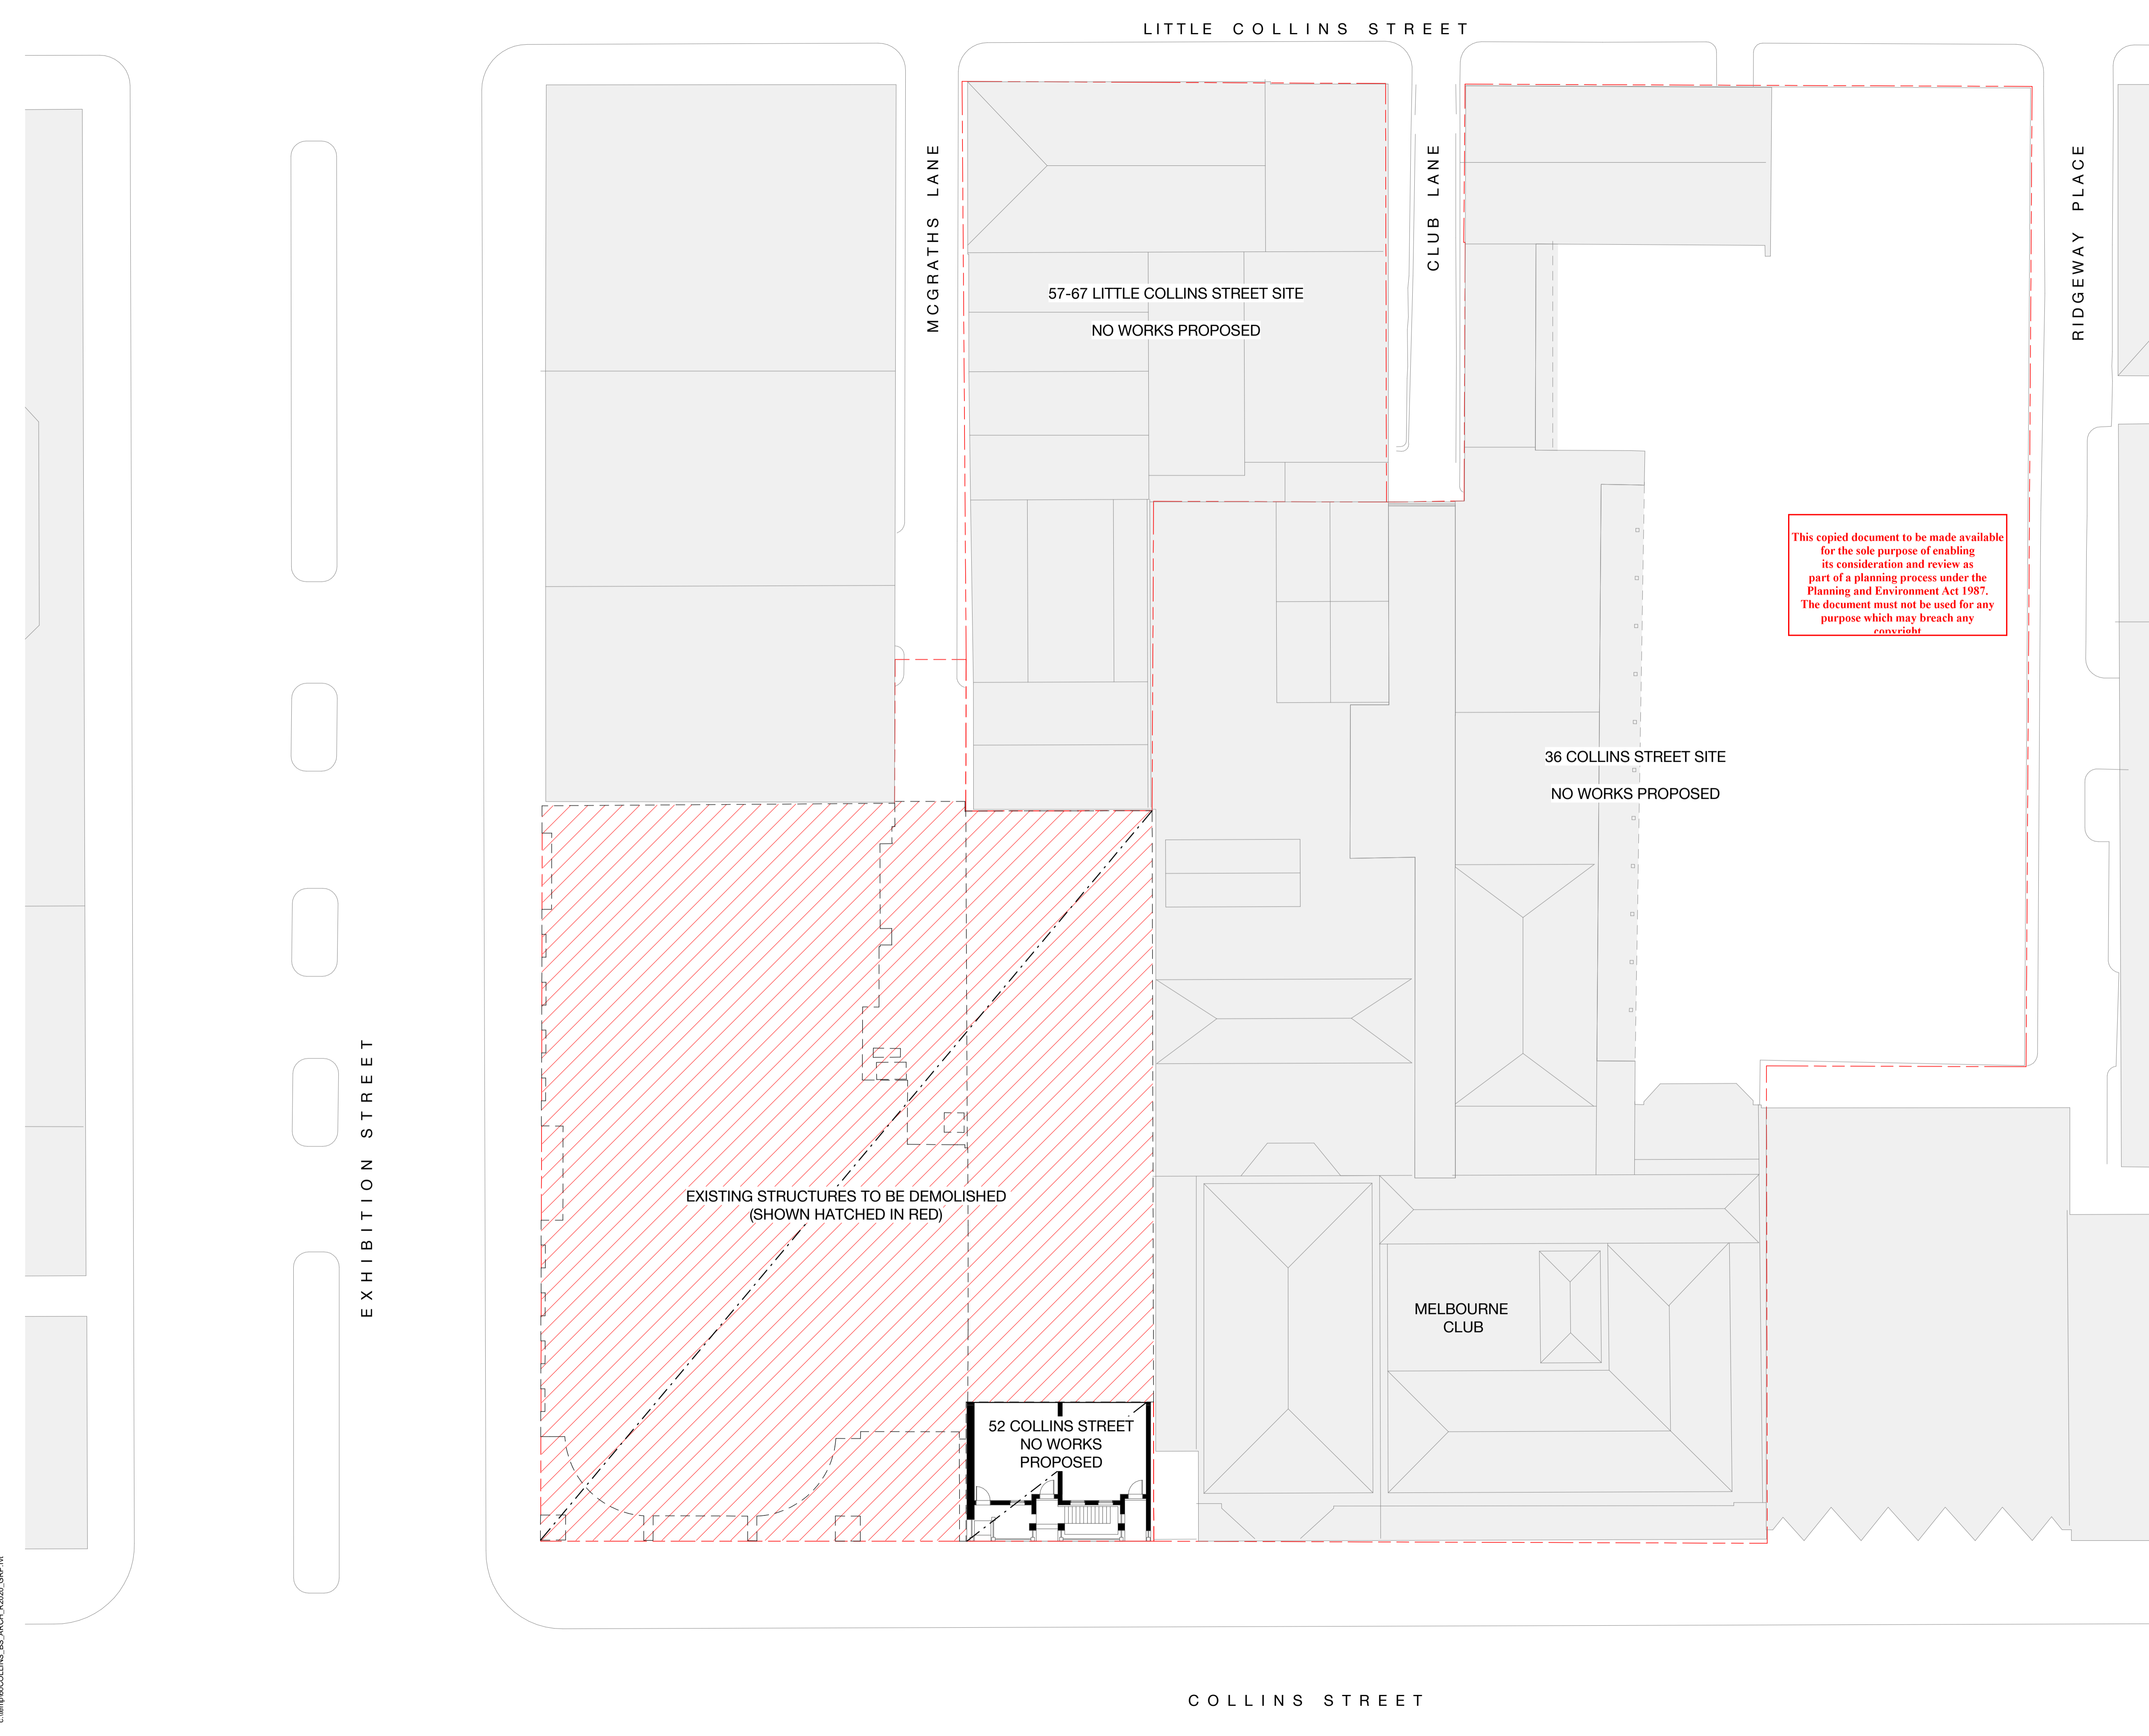 LITTLE COLLINS STREET
MCGRATHS LANE
CLUB LANE
RIDGEWAY PLACE
57-67 LITTLE COLLINS STREET SITE
NO WORKS PROPOSED
This copied document to be made available
for the sole purpose of enabling
its consideration and review as
part of a planning process under the
Planning and Environment Act 1987.
The document must not be used for any
purpose which may breach any
copyright
36 COLLINS STREET SITE
NO WORKS PROPOSED
EXHIBITION STREET
EXISTING STRUCTURES TO BE DEMOLISHED
(SHOWN HATCHED IN RED)
MELBOURNE
CLUB
52 COLLINS STREET
NO WORKS
PROPOSED
COLLINS STREET